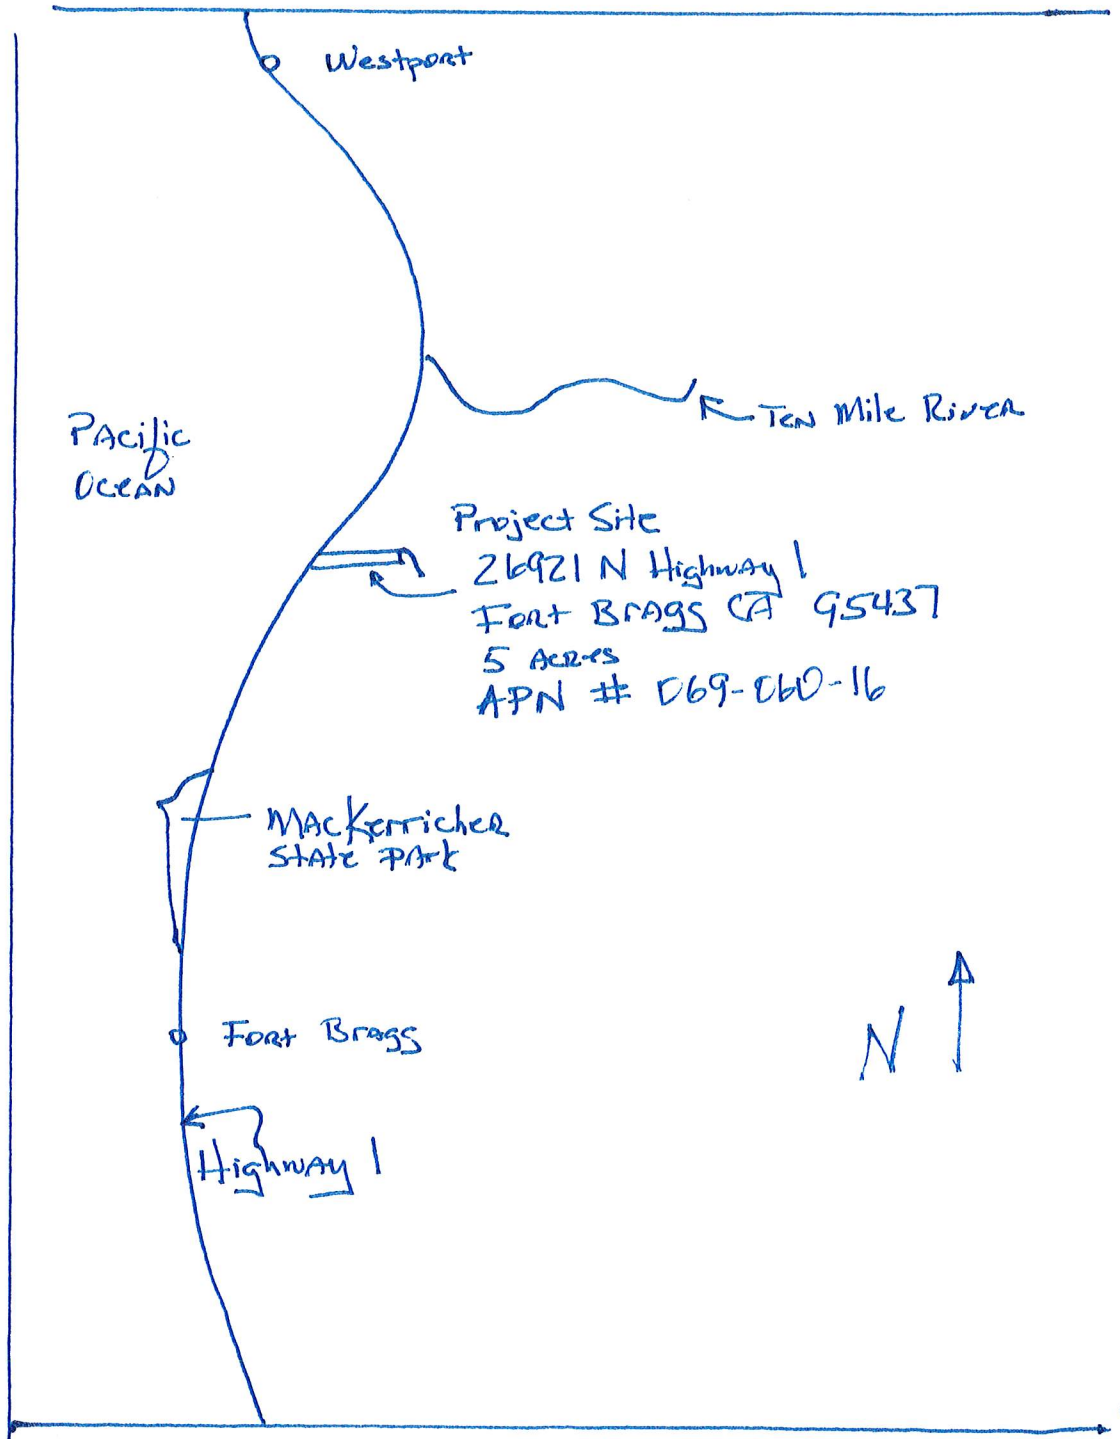 Westport
Ten Mile River
Pacific
Ocean
Project Site
26921 N Highway 1
Fort Bragg CA 95437
5 Acres
APN # 069-060-16
MacKerricher
State Park
Fort Bragg
N
Highway 1